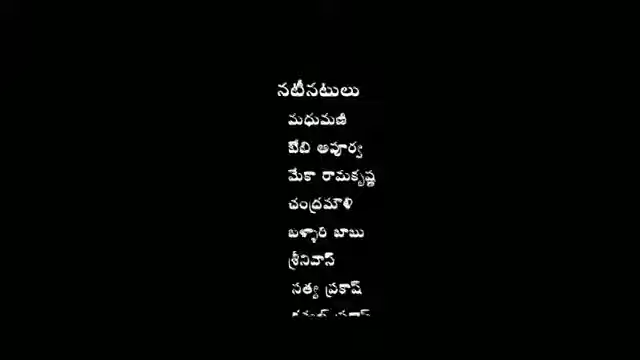 నటీనటులు
మధుమణి
బేబి అపూర్వ
మేకా రామకృష్ణ
చంద్రమౌళి
బళ్ళారి బాబు
శ్రీనివాస్
సత్య ప్రకాష్